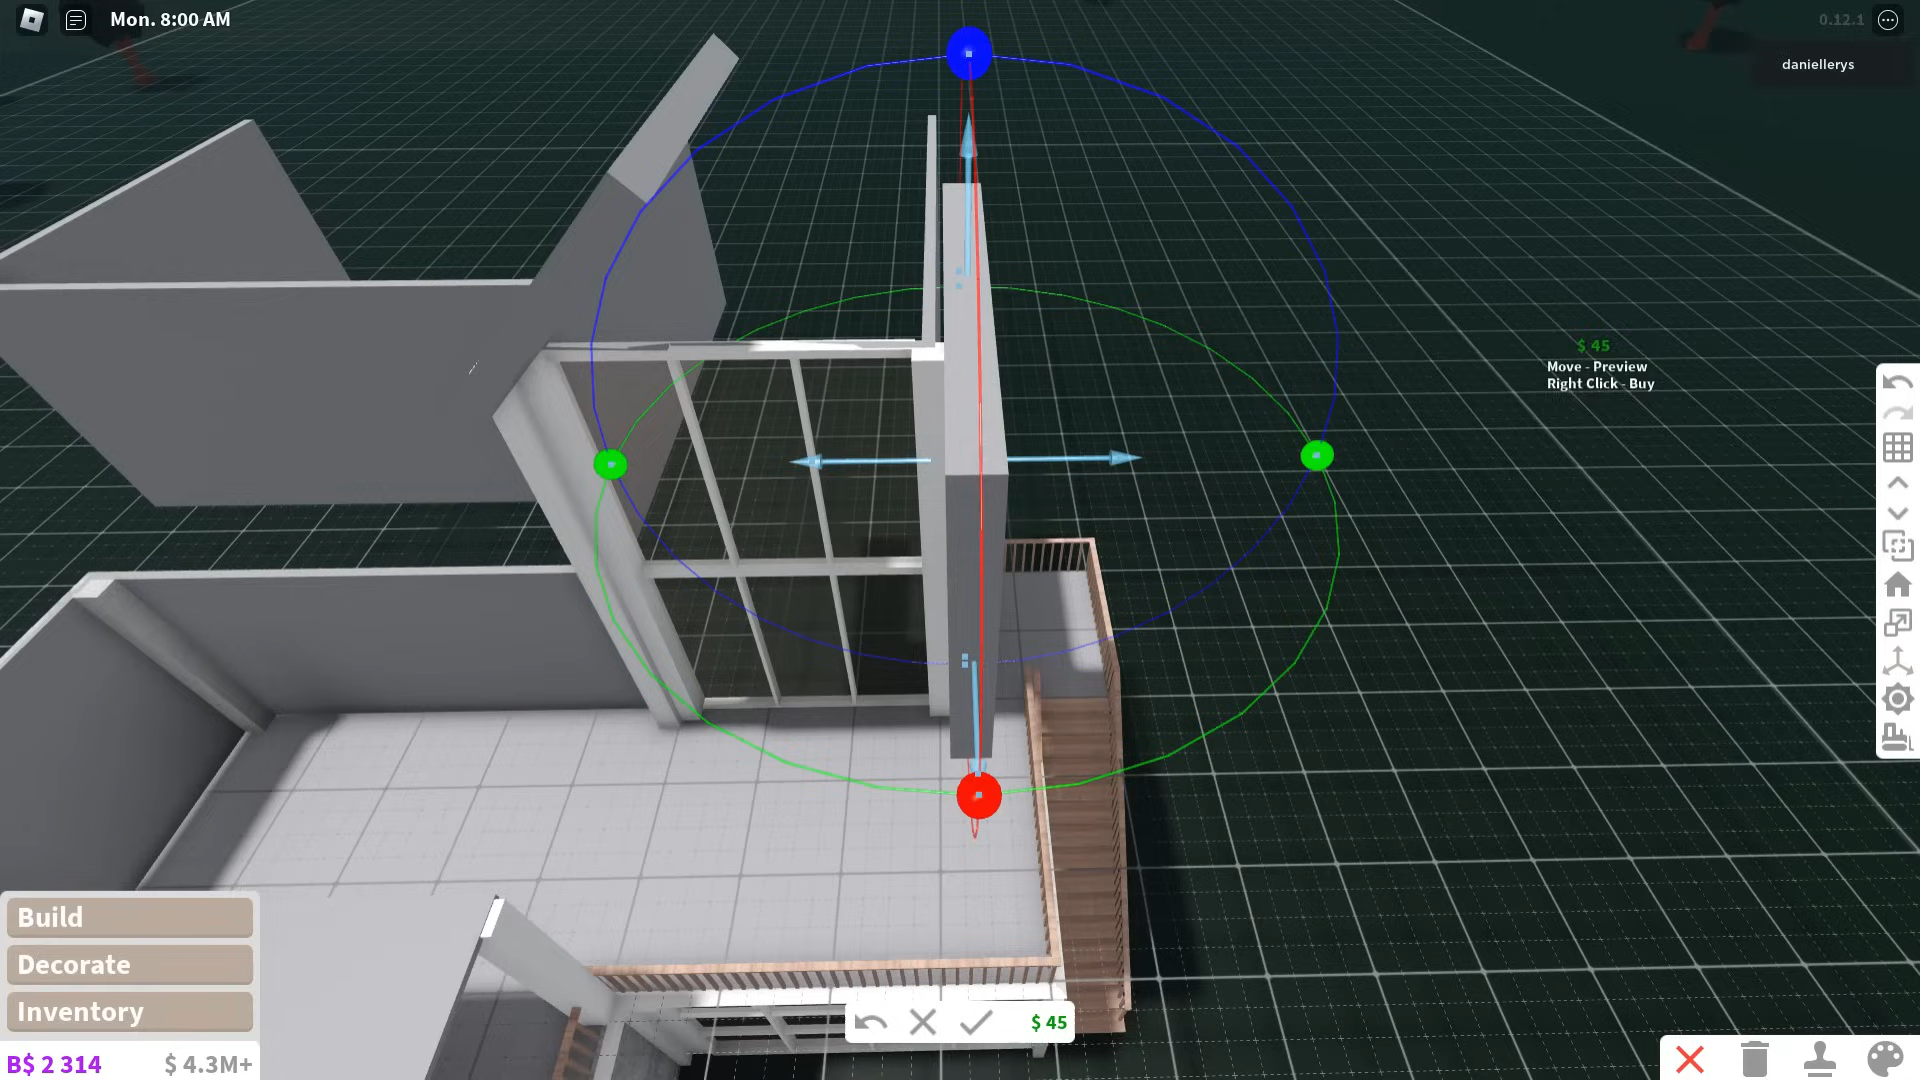 Mon. 8:00 AM
0.12.1
daniellerys
$ 45
Move - Preview
Right Click - Buy
Build
Decorate
Inventory
B$ 2 314
$ 4.3M+
$ 45